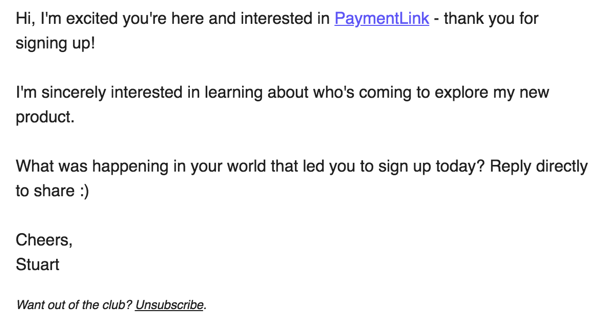 Hi, I'm excited you're here and interested in PaymentLink - thank you for
signing up!
I'm sincerely interested in learning about who's coming to explore my new
product.
What was happening in your world that led you to sign up today? Reply directly
to share :)
Cheers,
Stuart
Want out of the club? Unsubscribe.